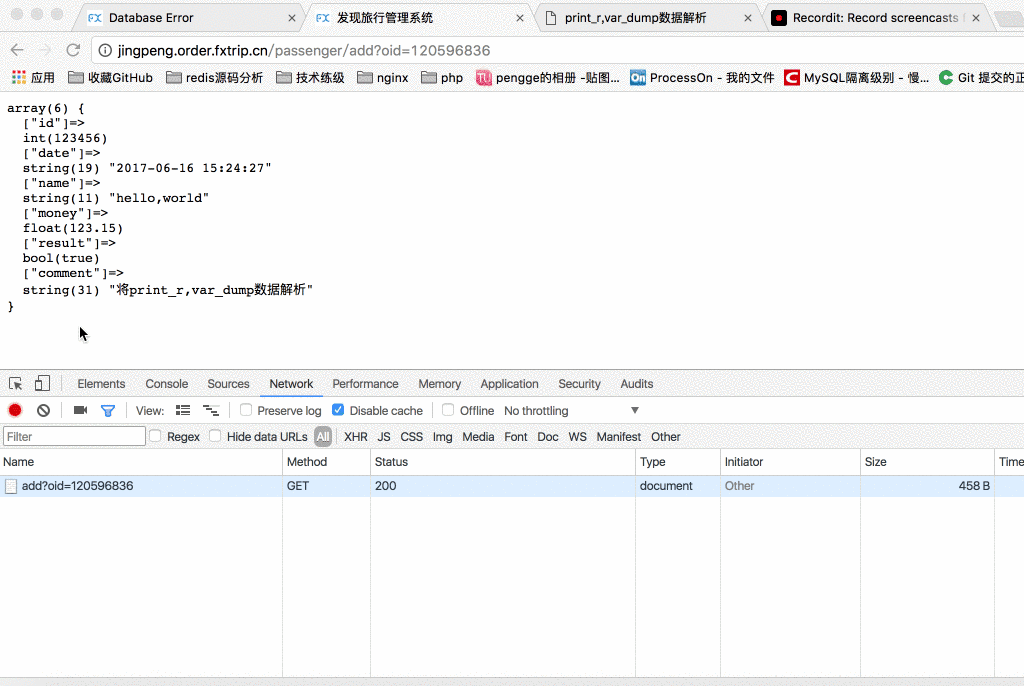 Database Error
发现旅行管理系统
print_r,var_dump数据解析
Recordit: Record screencasts
jingpeng.order.fxtrip.cn/passenger/add?oid=120596836
应用 收藏GitHub redis源码分析 技术练级 nginx php pengge的相册 -贴图... ProcessOn - 我的文件 MySQL隔离级别 - 慢... Git 提交的正
array(6) {
["id"]=>
int(123456)
["date"]=>
string(19) "2017-06-16 15:24:27"
["name"]=>
string(11) "hello,world"
["money"]=>
float(123.15)
["result"]=>
bool(true)
["comment"]=>
string(31) "将print_r,var_dump数据解析"
}
Elements Console Sources Network Performance Memory Application Security Audits
View: Preserve log Disable cache Offline No throttling
Filter Regex Hide data URLs All XHR JS CSS Img Media Font Doc WS Manifest Other
Name Method Status Type Initiator Size Time
add?oid=120596836 GET 200 document Other 458 B